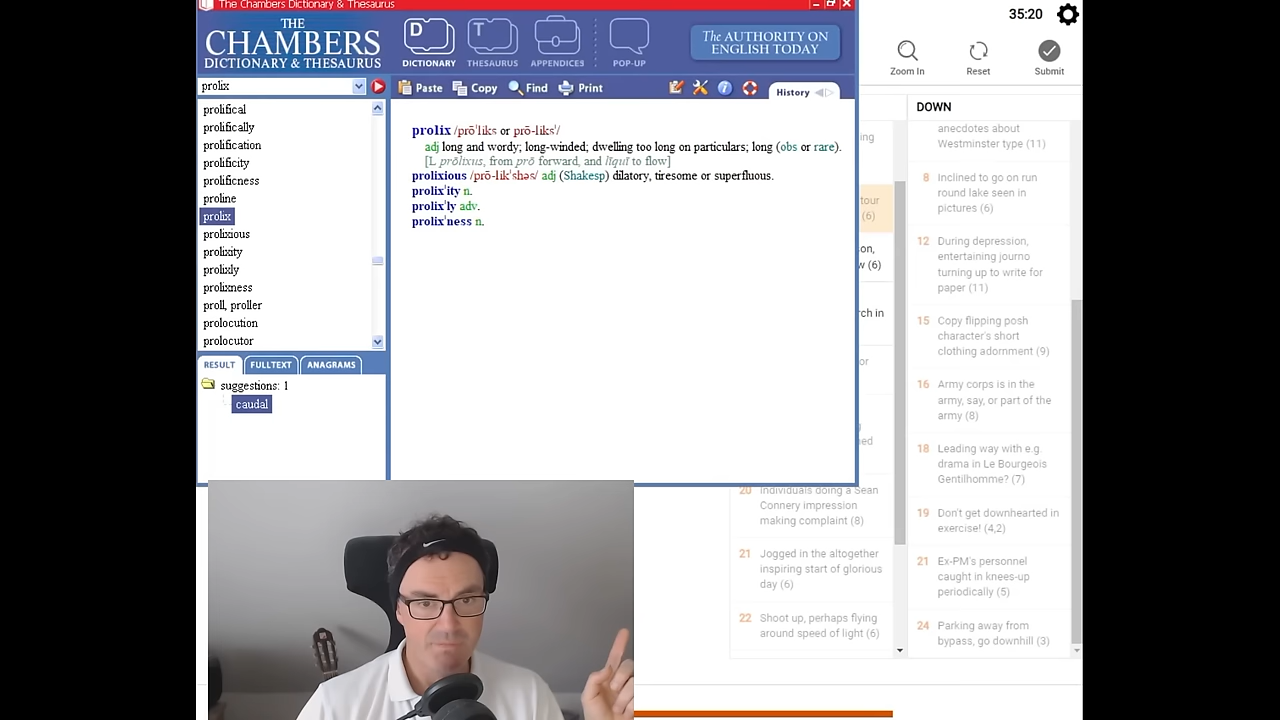 The Chambers Dictionary & Thesaurus
THE
CHAMBERS
DICTIONARY & THESAURUS
D
DICTIONARY
T
THESAURUS
APPENDICES
POP-UP
The AUTHORITY ON
ENGLISH TODAY
prolix
Paste Copy Find Print
History
prolifical
prolifically
prolification
prolificity
prolificness
proline
prolix
prolixious
prolixity
prolixly
prolixness
proll, proller
prolocution
prolocutor
RESULT FULLTEXT ANAGRAMS
suggestions: 1
caudal
prolix /prō'liks or prō-liks'/
adj long and wordy; long-winded; dwelling too long on particulars; long (obs or rare).
[L prōlixus, from prō forward, and līquī to flow]
prolixious /prō-lik'shəs/ adj (Shakesp) dilatory, tiresome or superfluous.
prolix'ity n.
prolix'ly adv.
prolix'ness n.
35:20
Zoom In
Reset
Submit
ing
tour
(6)
on,
w (6)
rch in
or
ned
20 Individuals doing a Sean
Connery impression
making complaint (8)
21 Jogged in the altogether
inspiring start of glorious
day (6)
22 Shoot up, perhaps flying
around speed of light (6)
DOWN
anecdotes about
Westminster type (11)
8 Inclined to go on run
round lake seen in
pictures (6)
12 During depression,
entertaining journo
turning up to write for
paper (11)
15 Copy flipping posh
character's short
clothing adornment (9)
16 Army corps is in the
army, say, or part of the
army (8)
18 Leading way with e.g.
drama in Le Bourgeois
Gentilhomme? (7)
19 Don't get downhearted in
exercise! (4,2)
21 Ex-PM's personnel
caught in knees-up
periodically (5)
24 Parking away from
bypass, go downhill (3)